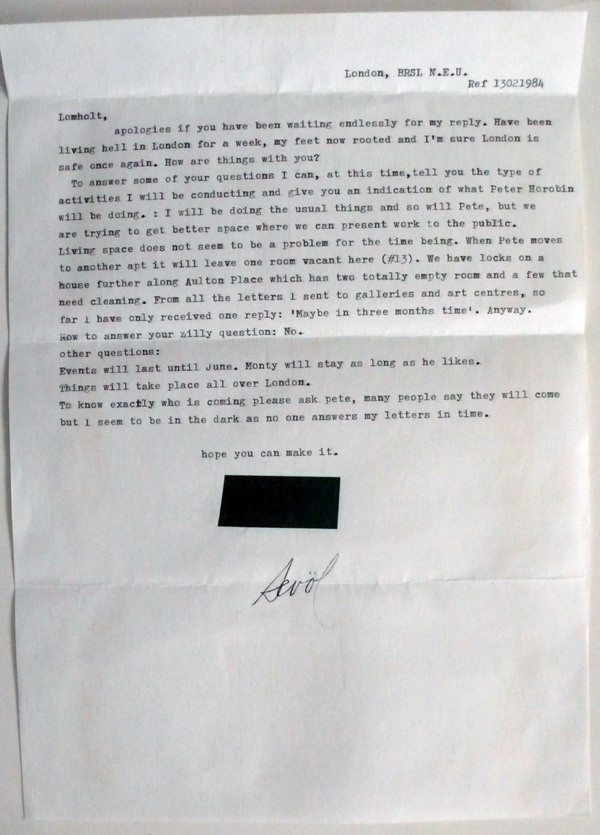 London, BRSL N.E.U.
Ref 13021984
Lomholt,
apologies if you have been waiting endlessly for my reply. Have been
living hell in London for a week, my feet now rooted and I'm sure London is
safe once again. How are things with you?
To answer some of your questions I can, at this time,tell you the type of
activities I will be conducting and give you an indication of what Peter Horobin
will be doing. : I will be doing the usual things and so will Pete, but we
are trying to get better space where we can present work to the public.
Living space does not seem to be a problem for the time being. When Pete moves
to another apt it will leave one room vacant here (#13). We have locks on a
house further along Aulton Place which has two totally empty room and a few that
need cleaning. From all the letters I sent to galleries and art centres, so
far i have only received one reply: 'Maybe in three months time'. Anyway.
Now to answer your zilly question: No.
other questions:
Events will last until June. Monty will stay as long as he likes.
Things will take place all over London.
To know exactly who is coming please ask pete, many people say they will come
but i seem to be in the dark as no one answers my letters in time.
hope you can make it.